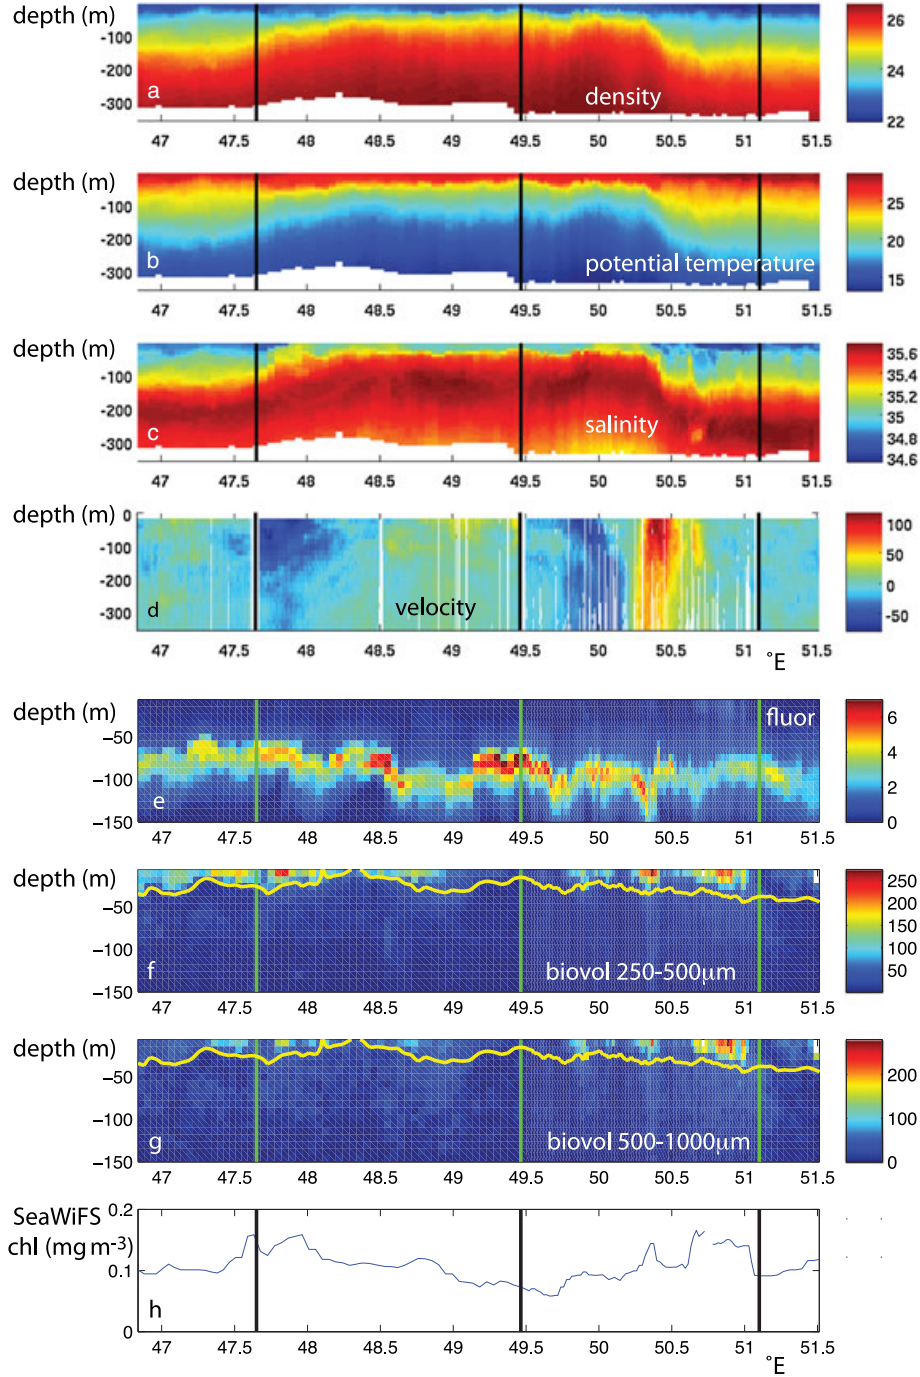 depth (m)
-100
-200
-300
a
density
26
24
22
47 47.5 48 48.5 49 49.5 50 50.5 51 51.5
depth (m)
-100
-200
-300
b
potential temperature
25
20
15
47 47.5 48 48.5 49 49.5 50 50.5 51 51.5
depth (m)
-100
-200
-300
c
salinity
35.6
35.4
35.2
35
34.8
34.6
47 47.5 48 48.5 49 49.5 50 50.5 51 51.5
depth (m)
0
-100
-200
-300
d
velocity
100
50
0
-50
47 47.5 48 48.5 49 49.5 50 50.5 51 51.5
°E
depth (m)
−50
−100
−150
e
fluor
6
4
2
0
47 47.5 48 48.5 49 49.5 50 50.5 51 51.5
depth (m)
−50
−100
−150
f
biovol 250-500µm
250
200
150
100
50
47 47.5 48 48.5 49 49.5 50 50.5 51 51.5
depth (m)
−50
−100
−150
g
biovol 500-1000µm
200
100
0
47 47.5 48 48.5 49 49.5 50 50.5 51 51.5
SeaWiFS
chl (mg m-3)
0.2
0.1
0
h
47 47.5 48 48.5 49 49.5 50 50.5 51 51.5
°E